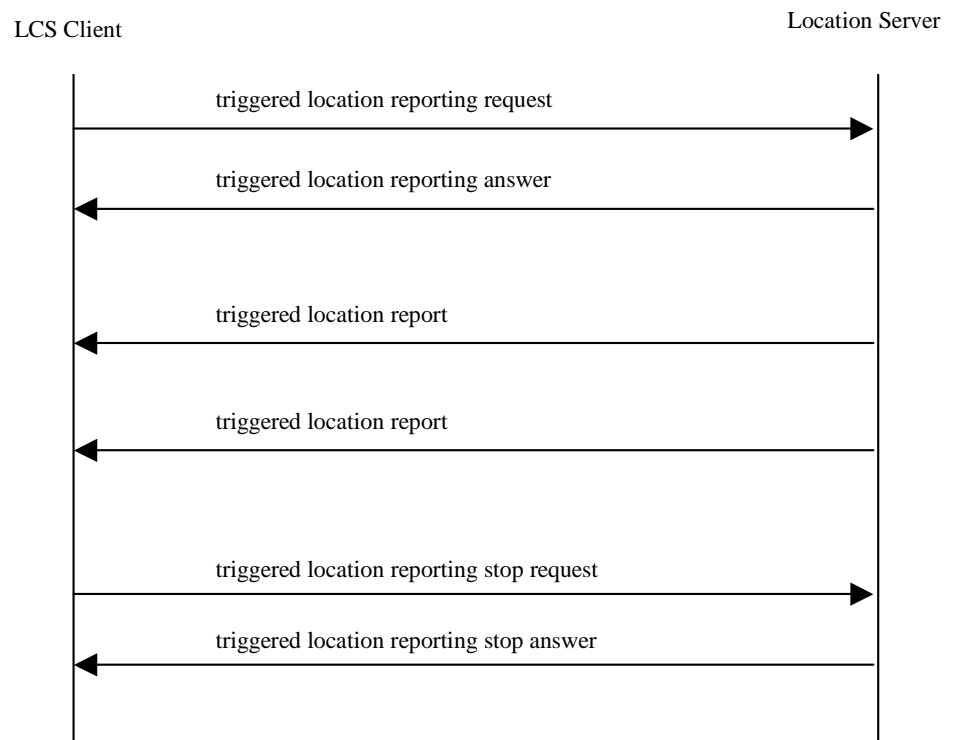 LCS Client
Location Server
triggered location reporting request
triggered location reporting answer
triggered location report
triggered location report
triggered location reporting stop request
triggered location reporting stop answer